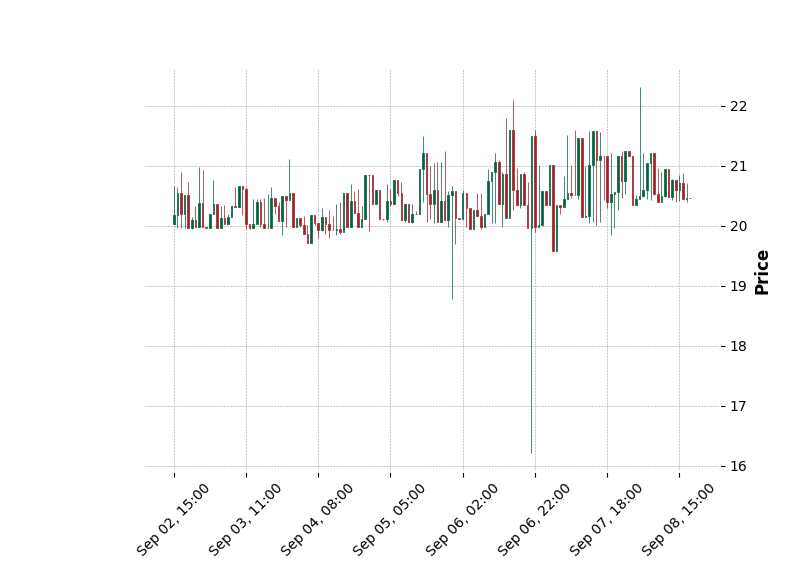 22
21
20
19
18
17
16
Price
Sep 02, 15:00
Sep 03, 11:00
Sep 04, 08:00
Sep 05, 05:00
Sep 06, 02:00
Sep 06, 22:00
Sep 07, 18:00
Sep 08, 15:00